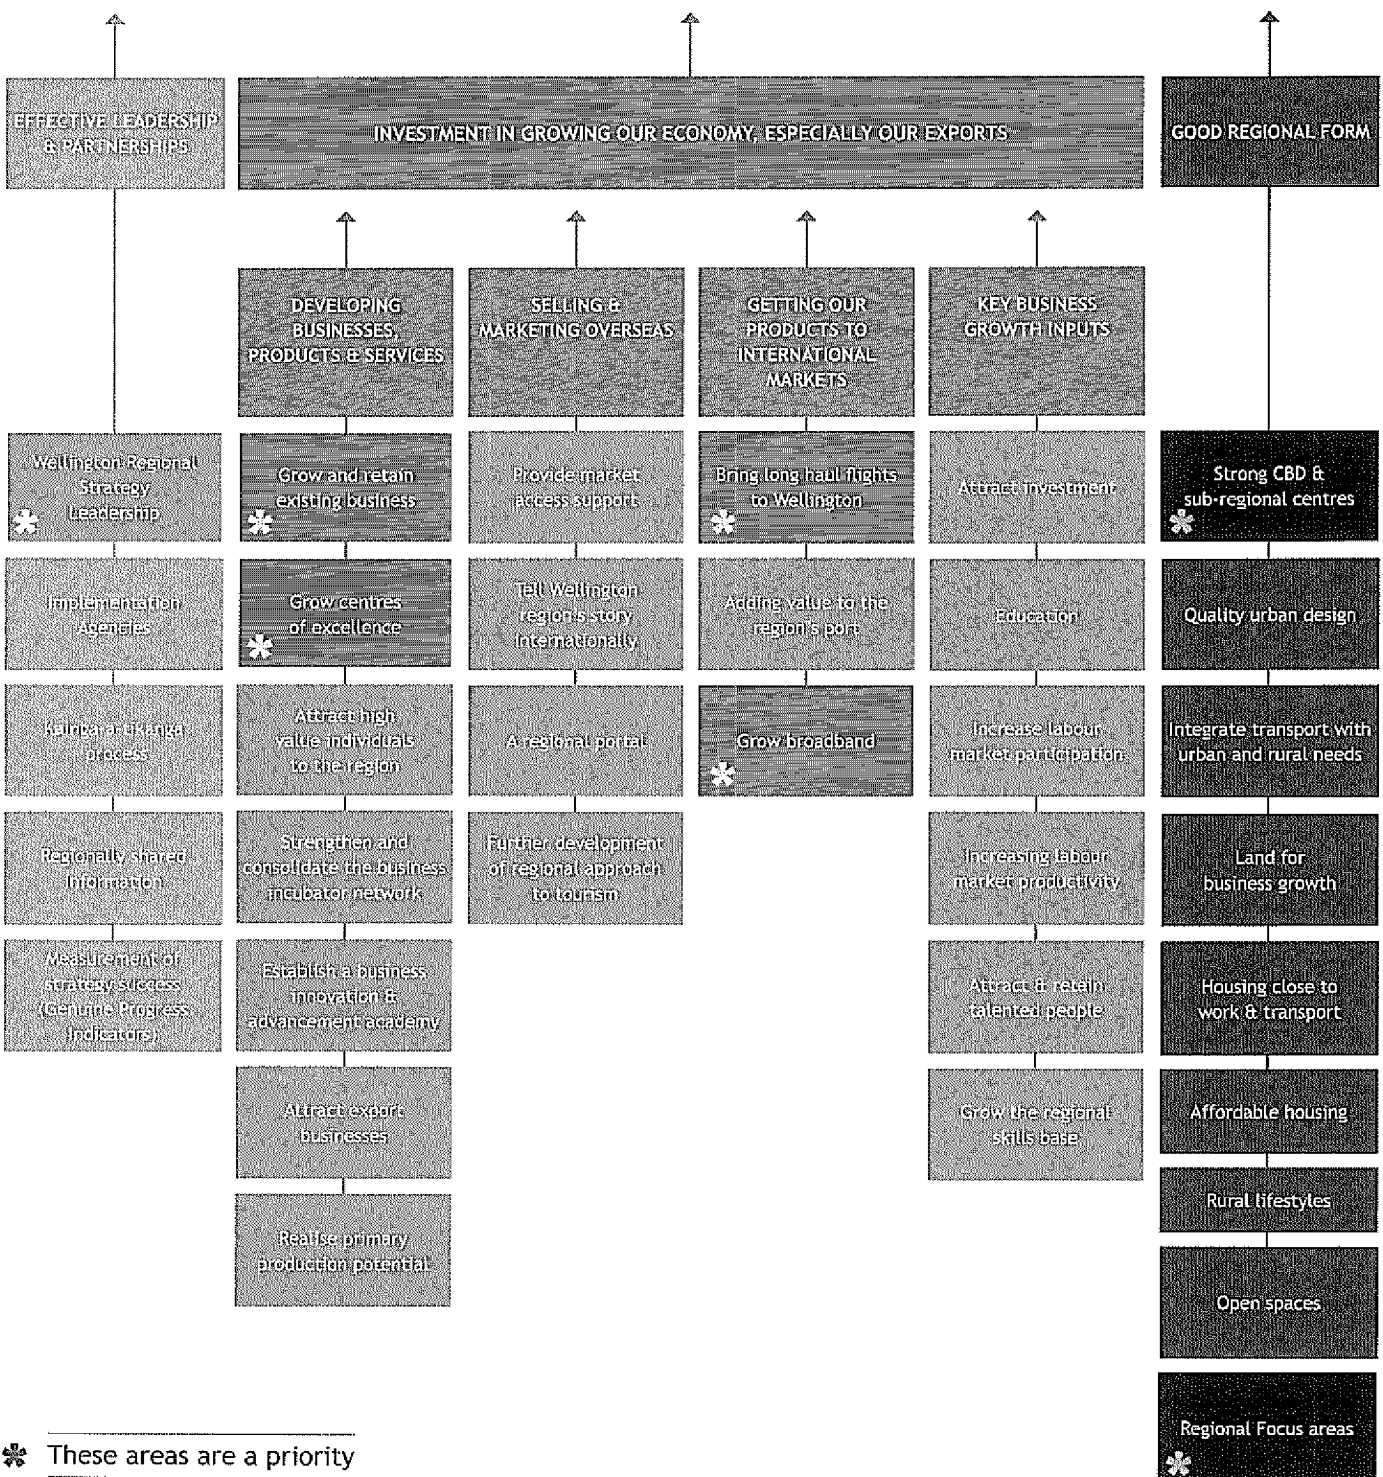 EFFECTIVE LEADERSHIP
& PARTNERSHIPS
INVESTMENT IN GROWING OUR ECONOMY, ESPECIALLY OUR EXPORTS
GOOD REGIONAL FORM
DEVELOPING
BUSINESSES,
PRODUCTS & SERVICES
SELLING &
MARKETING OVERSEAS
GETTING OUR
PRODUCTS TO
INTERNATIONAL
MARKETS
KEY BUSINESS
GROWTH INPUTS
Wellington Regional
Strategy
Leadership
*
Implementation
Agencies
process
Regionally shared
information
Measurement of
strategy success
(Genuine Progress
Indicators)
Grow and retain
existing business
*
Grow centres
of excellence
*
Attract high
value individuals
to the region
Strengthen and
consolidate the business
incubator network
Establish a business
innovation &
advancement academy
Attract export
businesses
Realise primary
production potential
Provide market
access support
Tell Wellington
region's story
internationally
A regional portal
Further development
of regional approach
to tourism
Bring long haul flights
to Wellington
*
Adding value to the
region's port
Grow broadband
*
Attract investment
Education
Increase labour
market participation
Increasing labour
market productivity
Attract & retain
talented people
Grow the regional
skills base
Strong CBD &
sub-regional centres
*
Quality urban design
Integrate transport with
urban and rural needs
Land for
business growth
Housing close to
work & transport
Affordable housing
Rural lifestyles
Open spaces
Regional Focus areas
*
* These areas are a priority